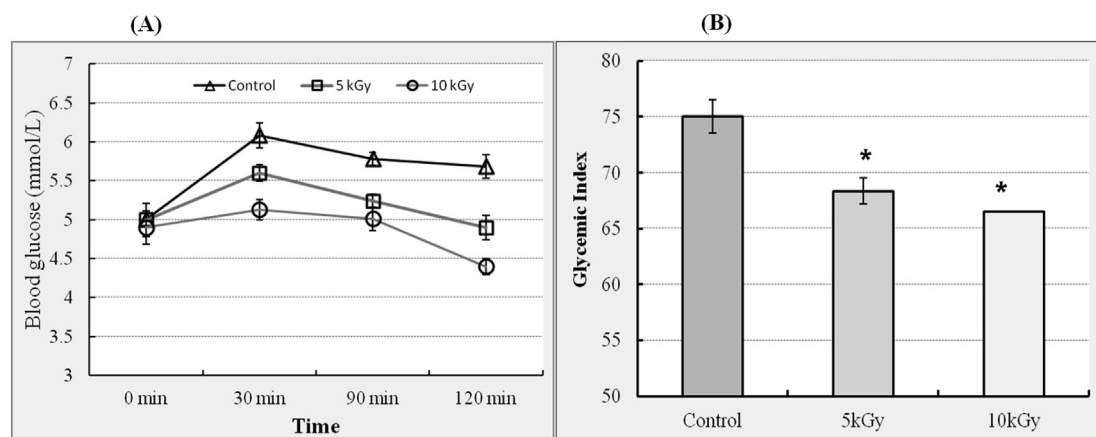 (A)
(B)
7
6.5
6
5.5
5
4.5
4
3.5
3
Control
5 kGy
10 kGy
Blood glucose (mmol/L)
0 min
30 min
90 min
120 min
Time
80
75
70
65
60
55
50
Glycemic Index
*
*
Control
5kGy
10kGy